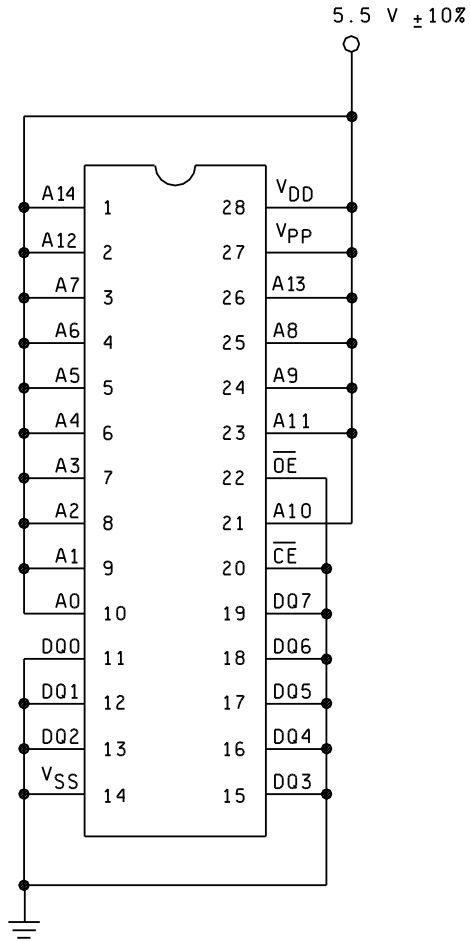 5.5 V ±10%
A14 1 28 VDD
A12 2 27 VPP
A7 3 26 A13
A6 4 25 A8
A5 5 24 A9
A4 6 23 A11
A3 7 22 O̅E̅
A2 8 21 A10
A1 9 20 C̅E̅
A0 10 19 DQ7
DQ0 11 18 DQ6
DQ1 12 17 DQ5
DQ2 13 16 DQ4
VSS 14 15 DQ3